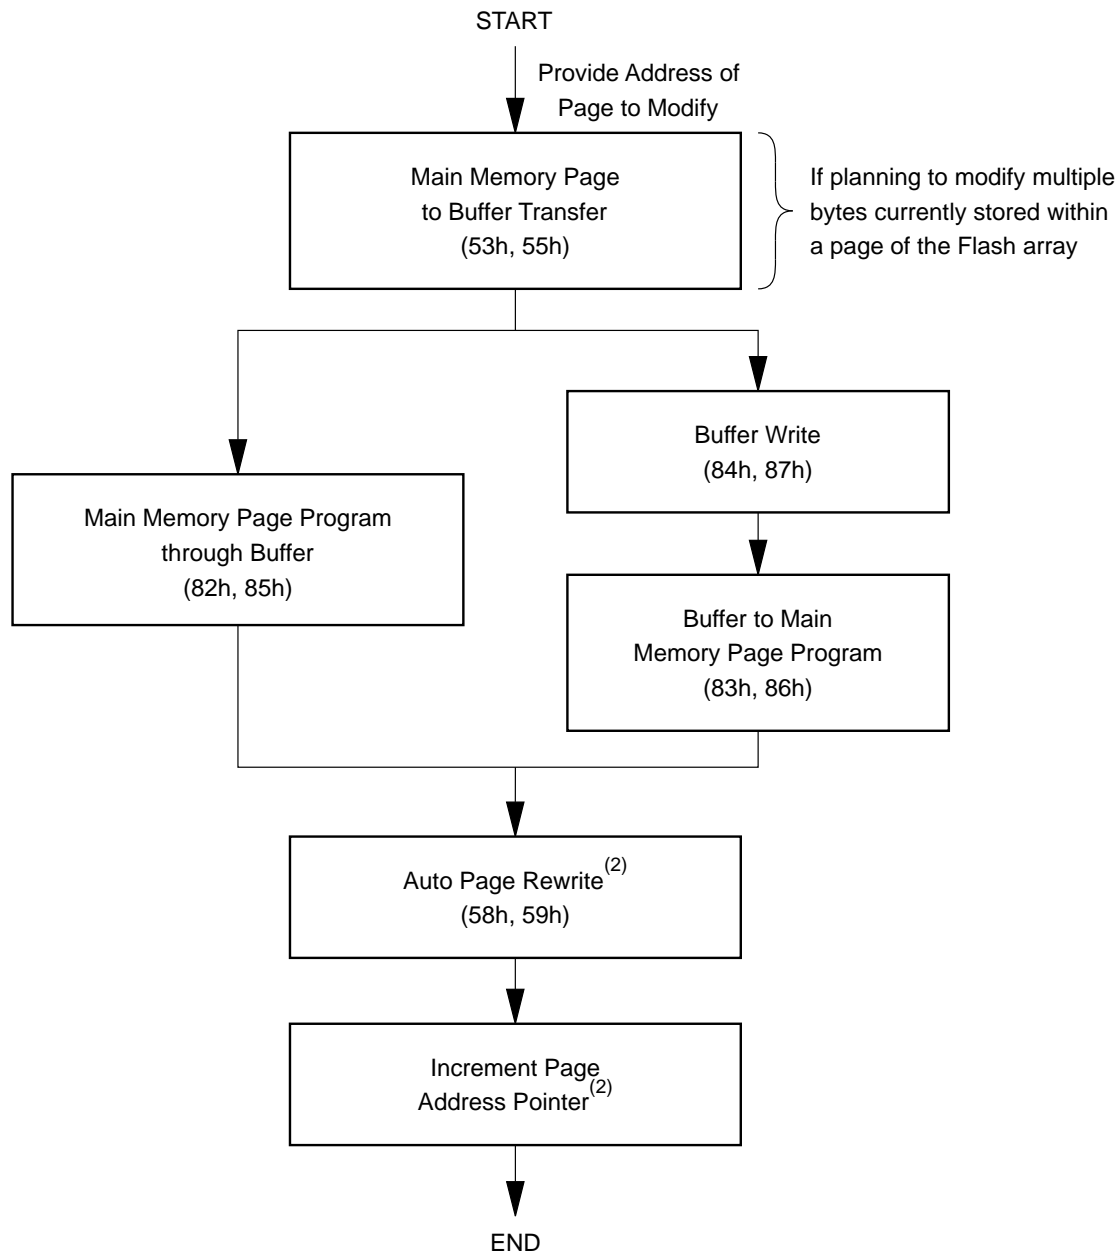 START
Provide Address of
Page to Modify
Main Memory Page
to Buffer Transfer
(53h, 55h)
If planning to modify multiple
bytes currently stored within
a page of the Flash array
Buffer Write
(84h, 87h)
Main Memory Page Program
through Buffer
(82h, 85h)
Buffer to Main
Memory Page Program
(83h, 86h)
Auto Page Rewrite(2)
(58h, 59h)
Increment Page
Address Pointer(2)
END